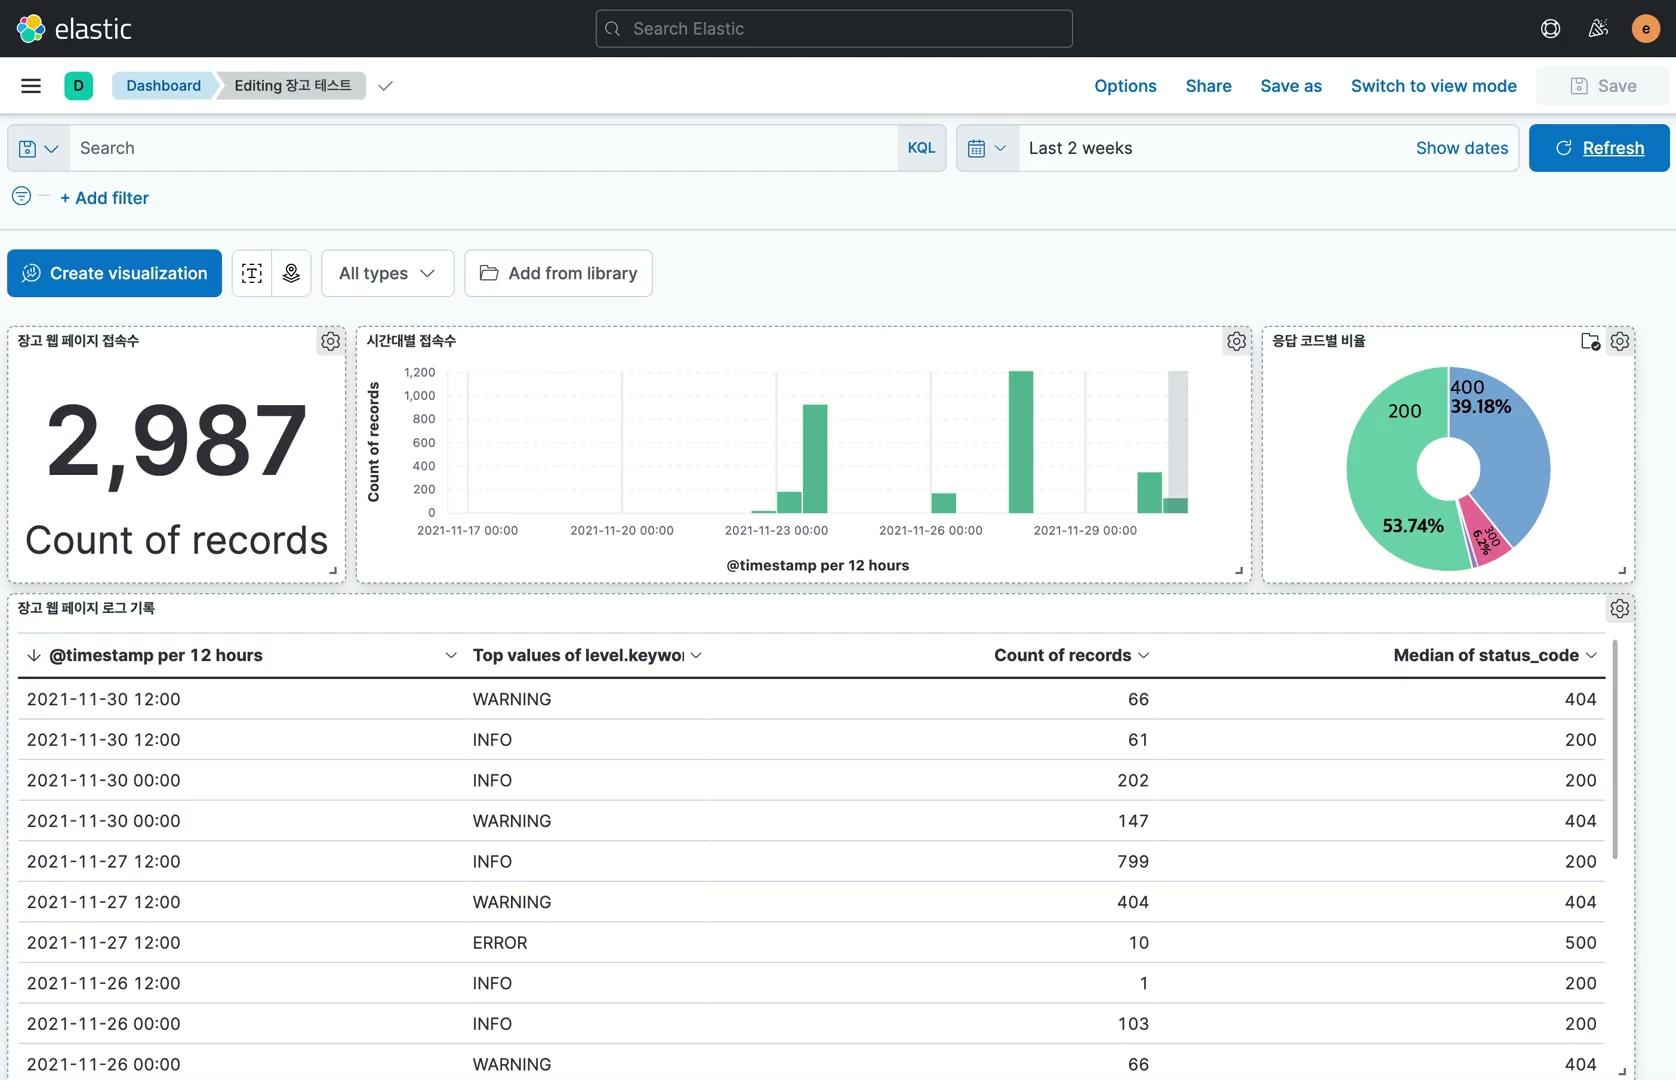 elastic
Search Elastic
e
D
Dashboard
Editing 장고 테스트
Options
Share
Save as
Switch to view mode
Save
Search
KQL
Last 2 weeks
Show dates
Refresh
+ Add filter
Create visualization
All types
Add from library
장고 웹 페이지 접속수
2,987
Count of records
시간대별 접속수
Count of records
1,200
1,000
800
600
400
200
0
2021-11-17 00:00
2021-11-20 00:00
2021-11-23 00:00
2021-11-26 00:00
2021-11-29 00:00
@timestamp per 12 hours
응답 코드별 비율
400
39.18%
200
53.74%
300
6.2%
장고 웹 페이지 로그 기록
@timestamp per 12 hours Top values of level.keywo Count of records Median of status_code
2021-11-30 12:00 WARNING 66 404
2021-11-30 12:00 INFO 61 200
2021-11-30 00:00 INFO 202 200
2021-11-30 00:00 WARNING 147 404
2021-11-27 12:00 INFO 799 200
2021-11-27 12:00 WARNING 404 404
2021-11-27 12:00 ERROR 10 500
2021-11-26 12:00 INFO 1 200
2021-11-26 00:00 INFO 103 200
2021-11-26 00:00 WARNING 66 404